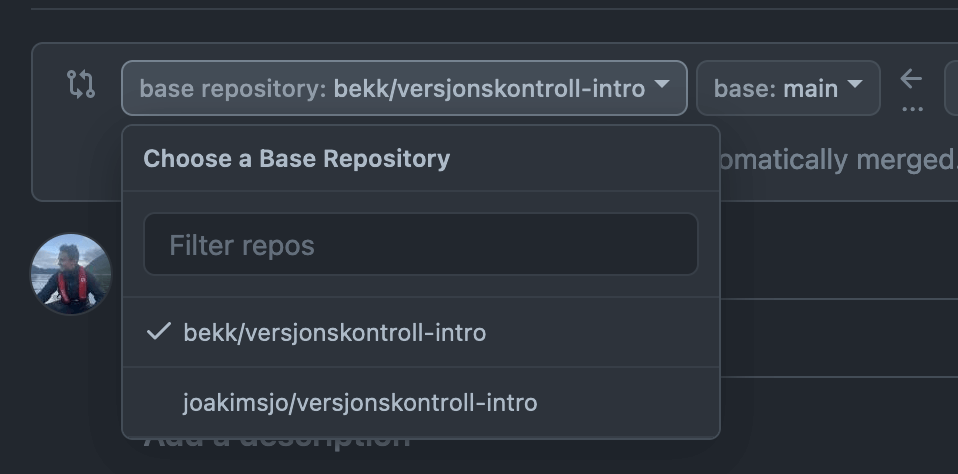 base repository: bekk/versjonskontroll-intro base: main
Choose a Base Repository
omatically merged.
Filter repos
bekk/versjonskontroll-intro
joakimsjo/versjonskontroll-intro
Add a description